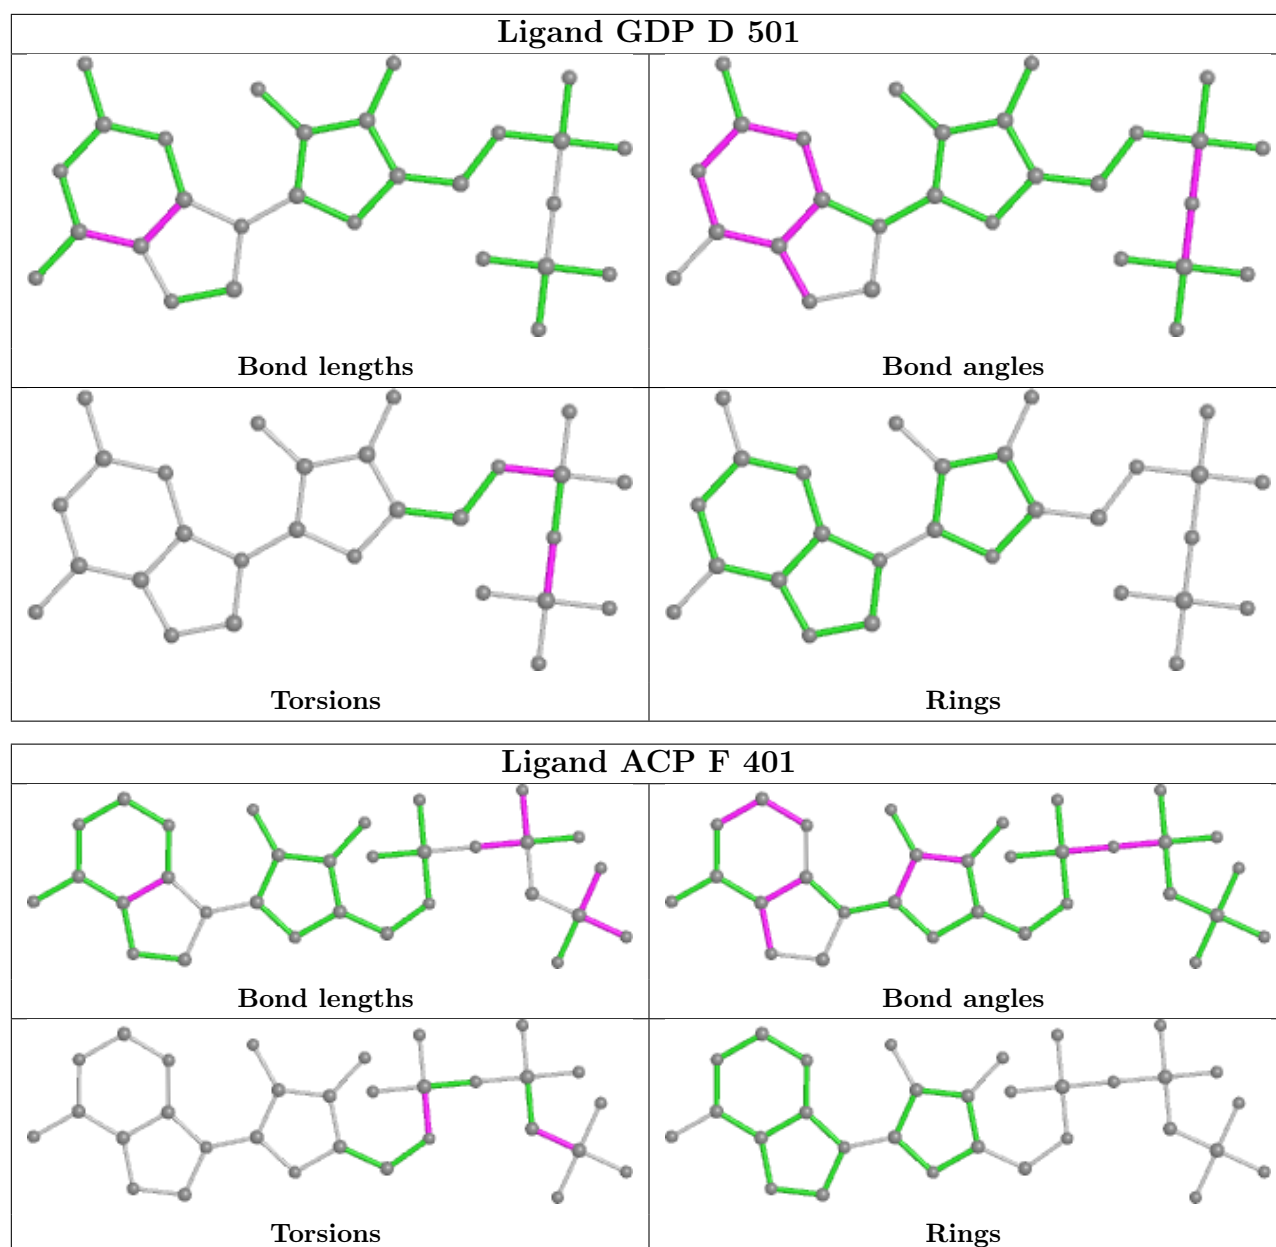 Ligand GDP D 501
Bond lengths
Bond angles
Torsions
Rings
Ligand ACP F 401
Bond lengths
Bond angles
Torsions
Rings